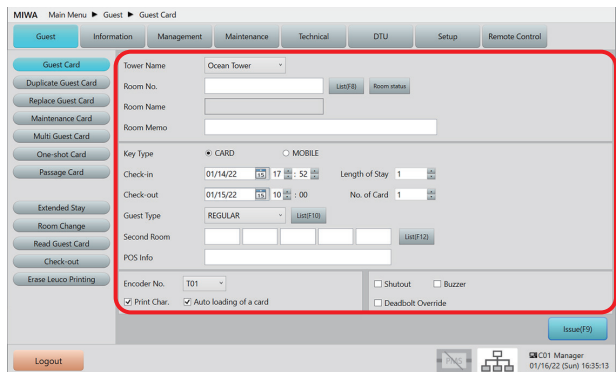 MIWA Main Menu ▶ Guest ▶ Guest Card
Guest Information Management Maintenance Technical DTU Setup Remote Control
Guest Card
Duplicate Guest Card
Replace Guest Card
Maintenance Card
Multi Guest Card
One-shot Card
Passage Card
Extended Stay
Room Change
Read Guest Card
Check-out
Erase Leuco Printing
Tower Name Ocean Tower
Room No. List(F8) Room status
Room Name
Room Memo
Key Type CARD MOBILE
Check-in 01/14/22 15 17 : 52 Length of Stay 1
Check-out 01/15/22 15 10 : 00 No. of Card 1
Guest Type REGULAR List(F10)
Second Room List(F12)
POS Info
Encoder No. T01 Shutout Buzzer
Print Char. Auto loading of a card Deadbolt Override
Issue(F9)
Logout PMS C01 Manager
01/16/22 (Sun) 16:35:13